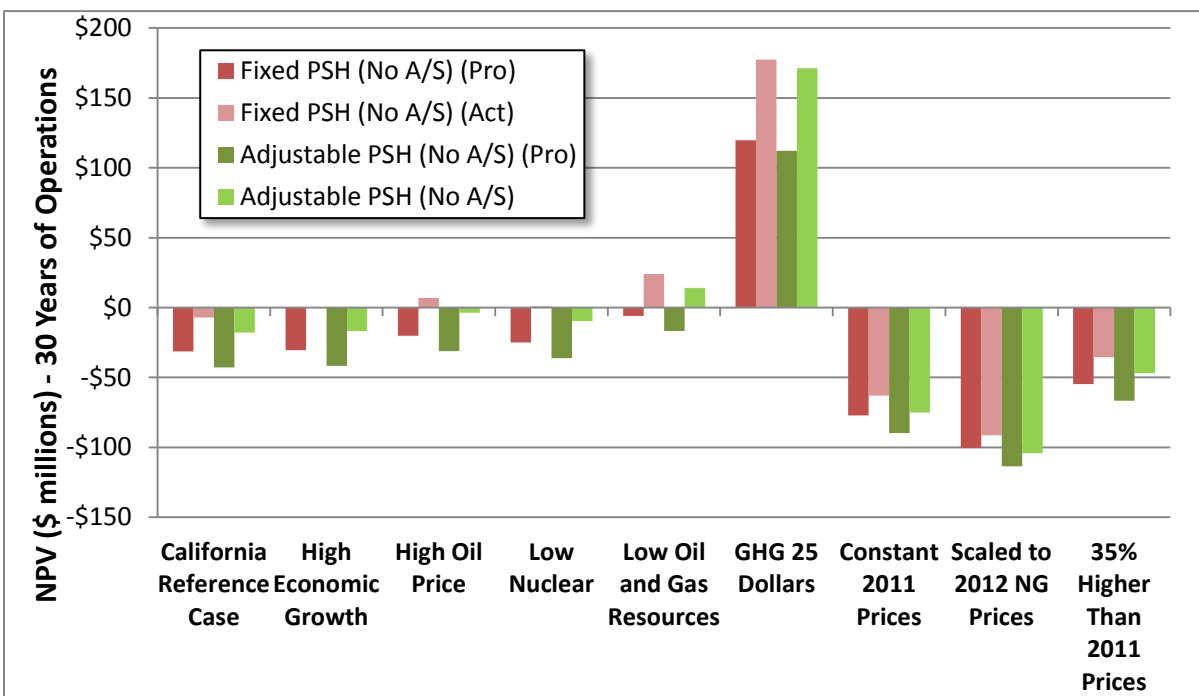 NPV ($ millions) - 30 Years of Operations
$200
$150
$100
$50
$0
-$50
-$100
-$150
Fixed PSH (No A/S) (Pro)
Fixed PSH (No A/S) (Act)
Adjustable PSH (No A/S) (Pro)
Adjustable PSH (No A/S)
California
Reference
Case
High
Economic
Growth
High Oil
Price
Low
Nuclear
Low Oil
and Gas
Resources
GHG 25
Dollars
Constant
2011
Prices
Scaled to
2012 NG
Prices
35%
Higher
Than
2011
Prices